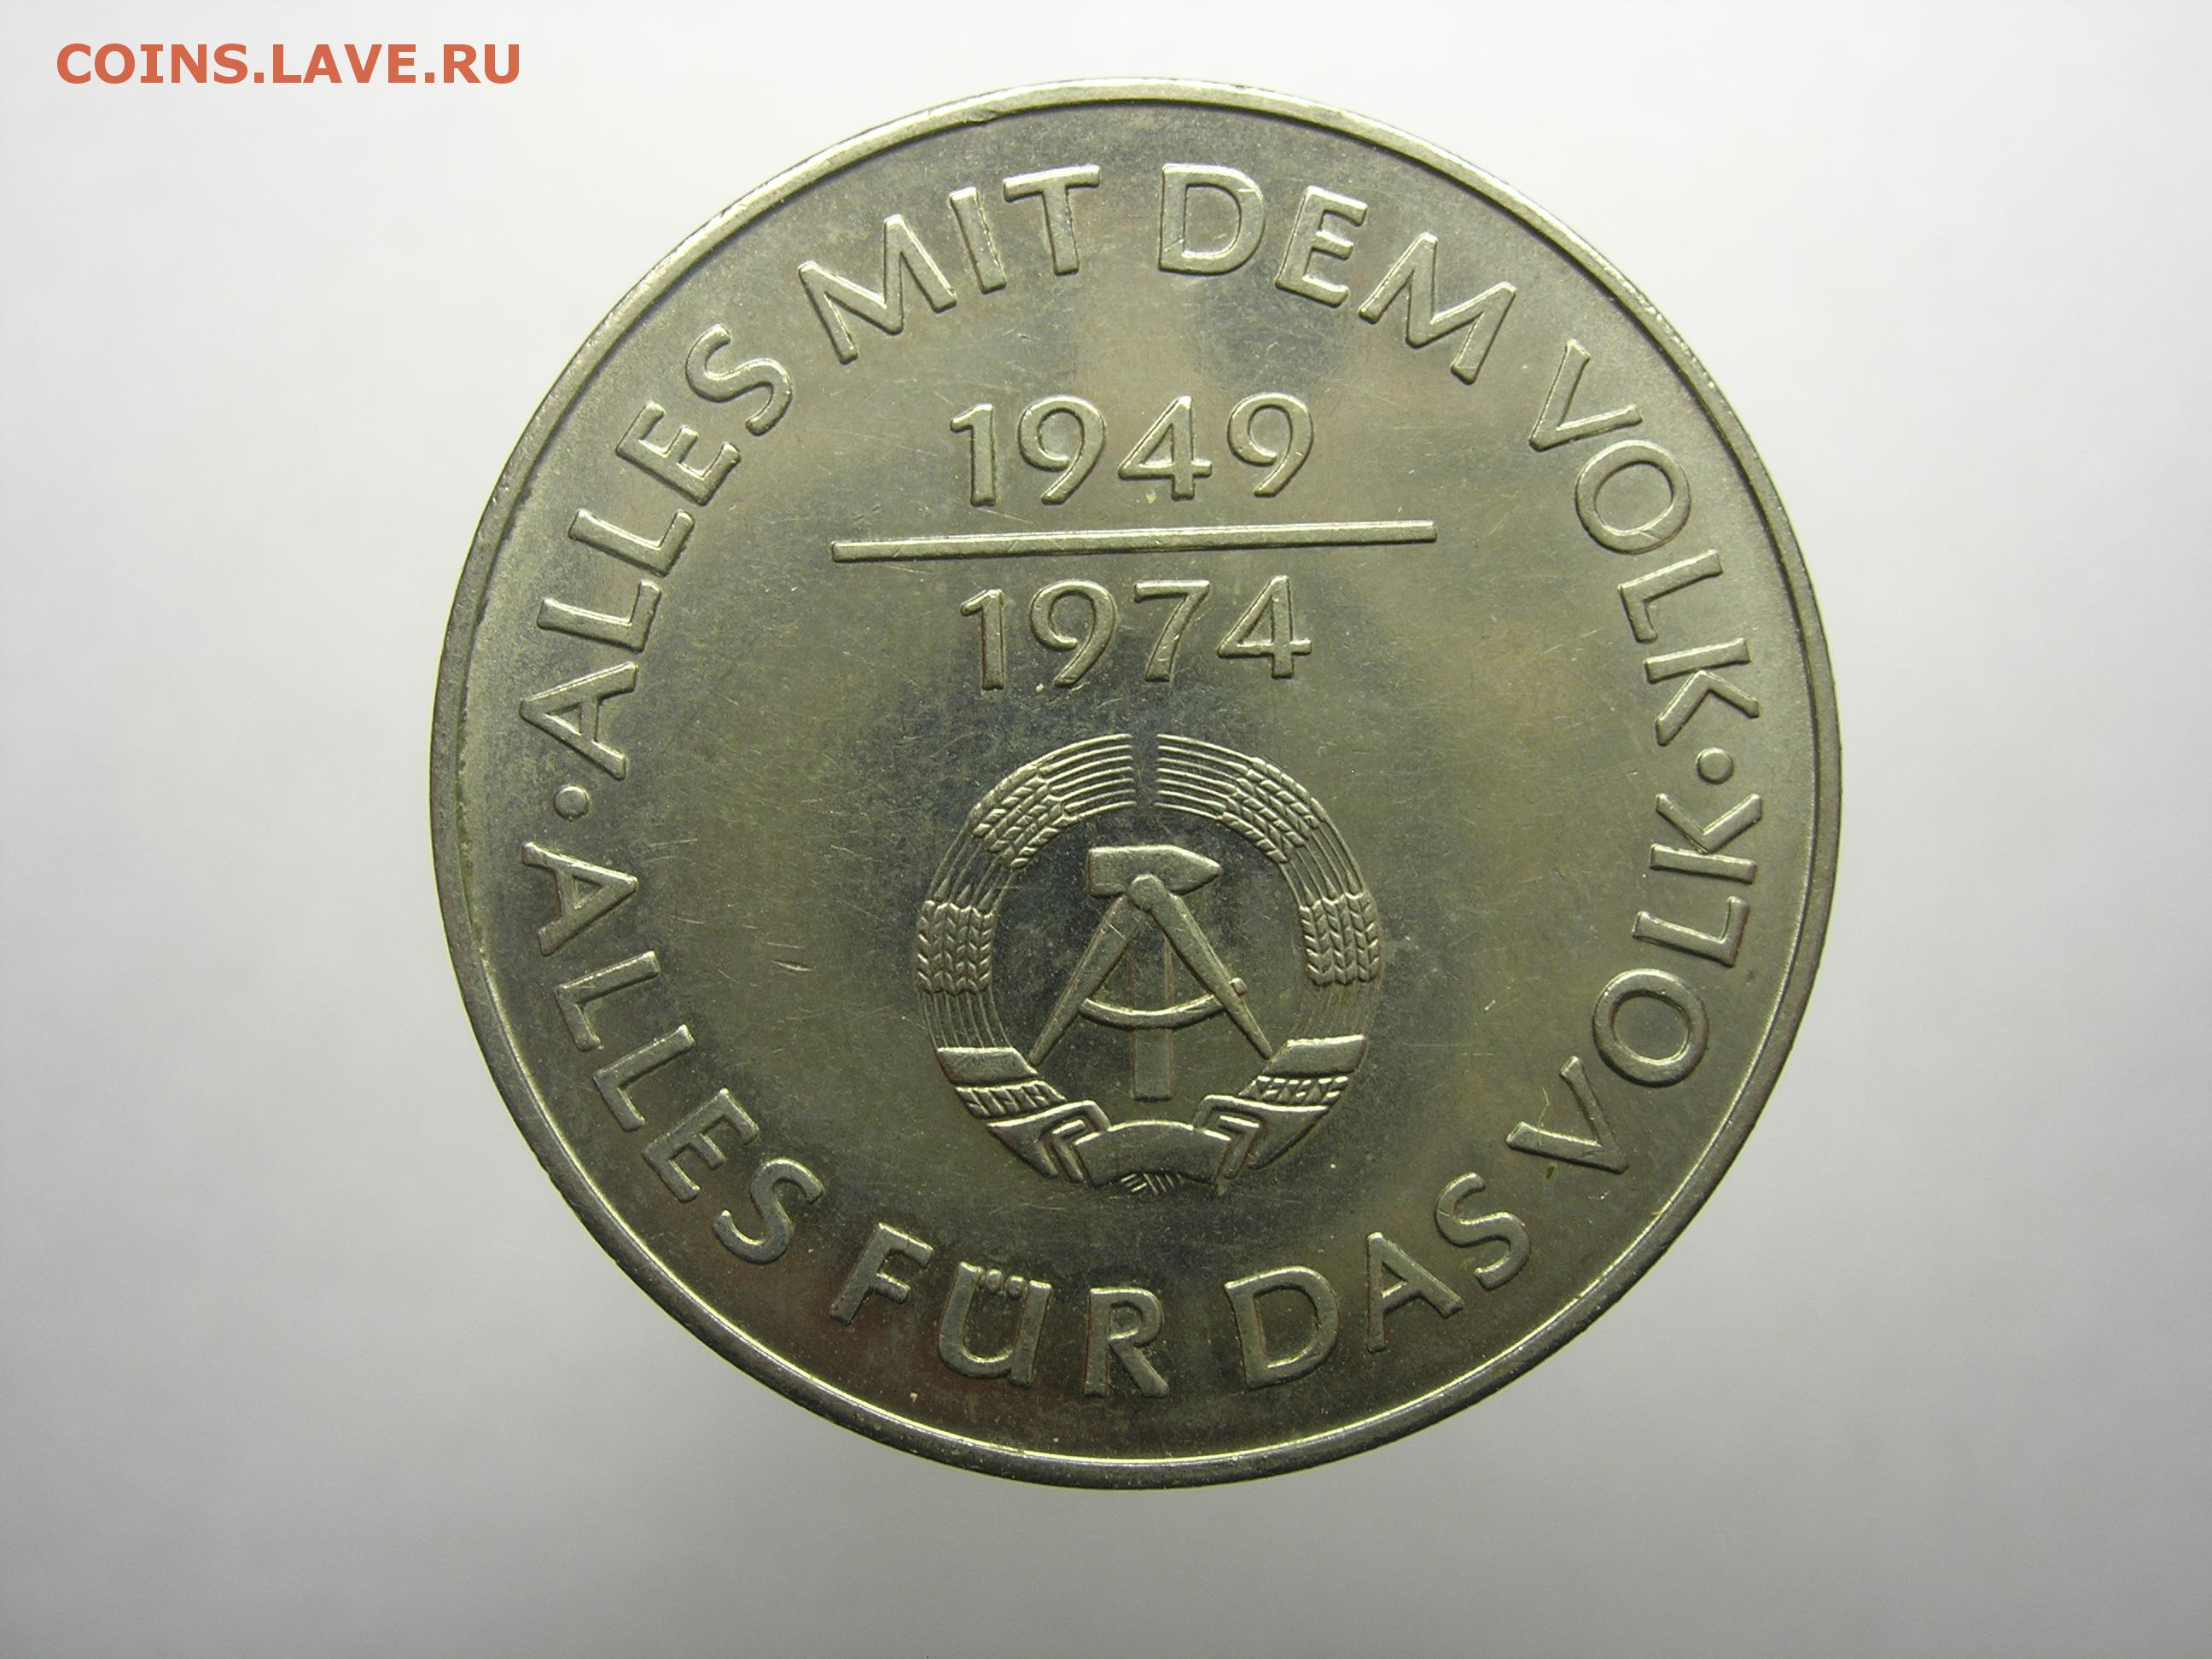 COINS.LAVE.RU
· ALLES MIT DEM VOLK ·
1949
1974
ALLES FÜR DAS VOLK